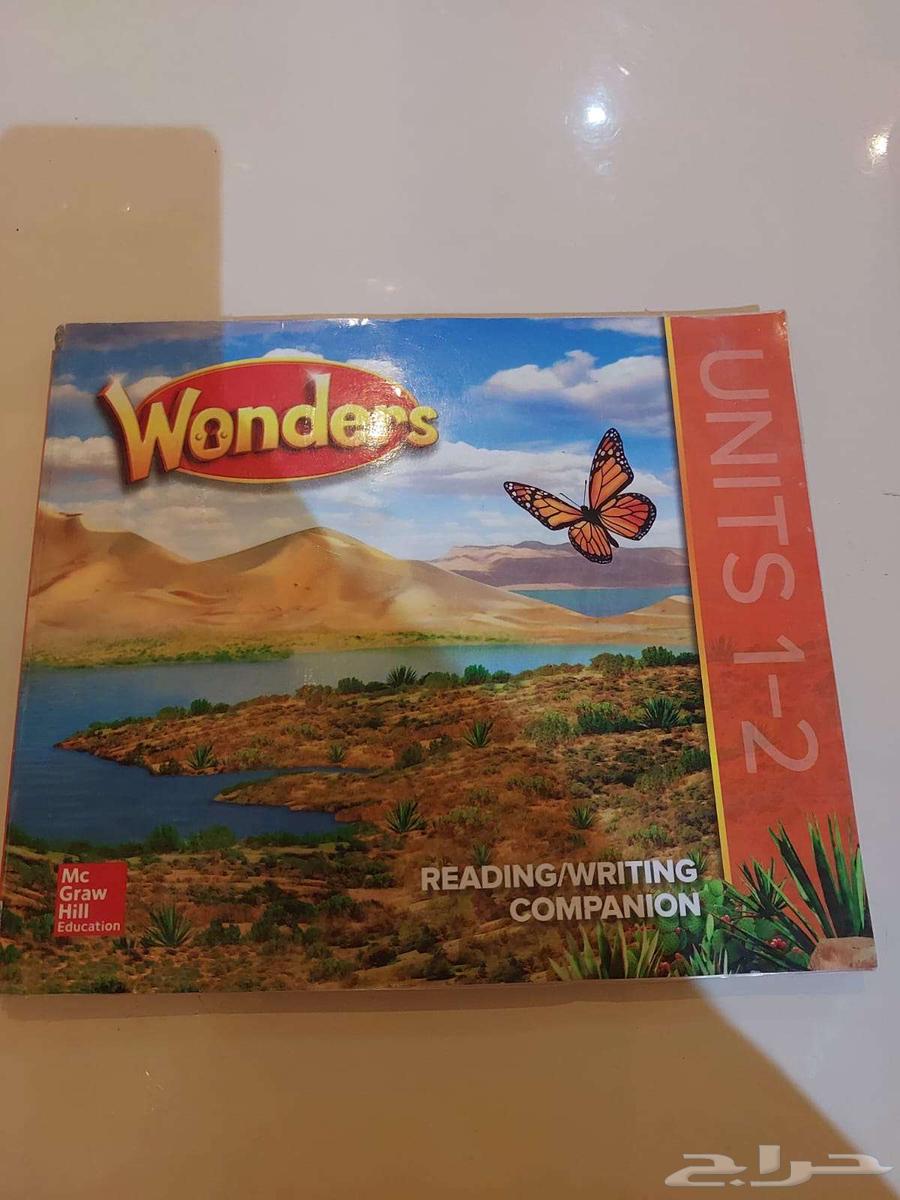 Wonders
UNITS 1-2
READING/WRITING
COMPANION
Mc
Graw
Hill
Education
حراج